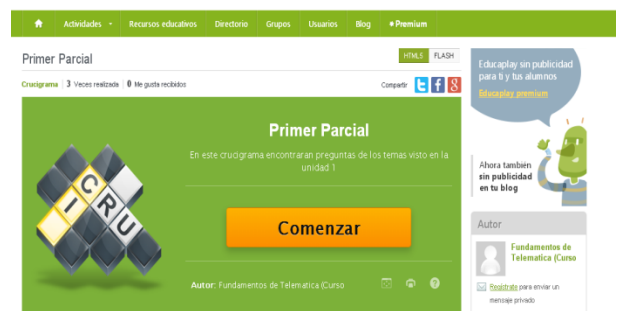 Actividades Recursos educativos Directorio Grupos Usuarios Blog Premium
Primer Parcial
HTML5 FLASH
Crucigrama 3 Veces realizada 0 Me gusta recibidos
Compartir
Primer Parcial
En este crucigrama encontraran preguntas de los temas visto en la
unidad 1
C
I R
U
Comenzar
Autor: Fundamentos de Telematica (Curso
Educaplay sin publicidad
para ti y tus alumnos
Educaplay premium
Ahora también
sin publicidad
en tu blog
Autor
Fundamentos de
Telematica (Curso
Regístrate para enviar un
mensaje privado